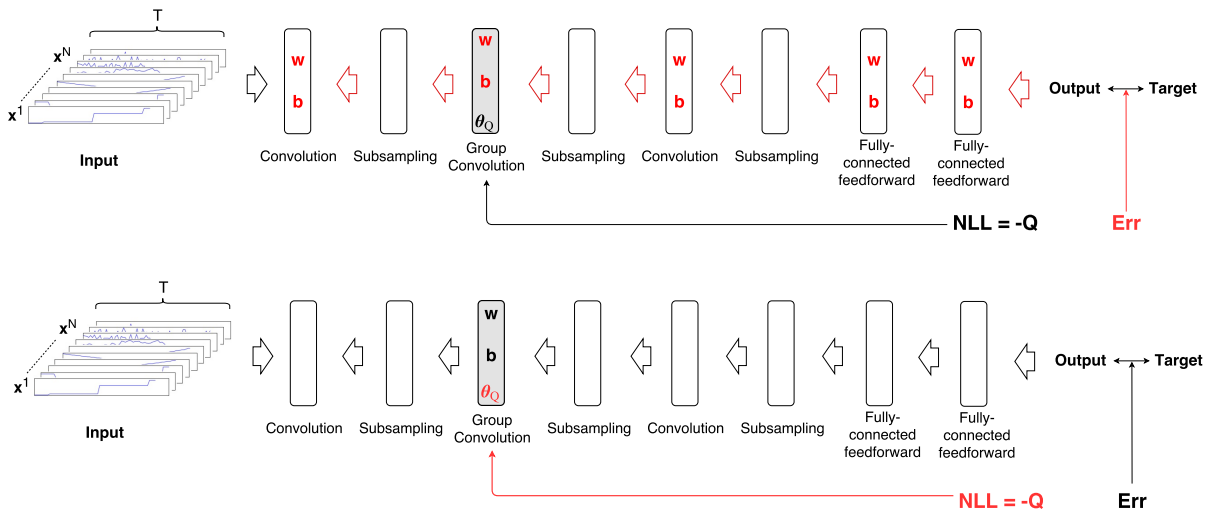 T
x^N
x^1
Input
w
b
Convolution
Subsampling
w
b
θ_Q
Group
Convolution
Subsampling
w
b
Convolution
Subsampling
w
b
Fully-
connected
feedforward
w
b
Fully-
connected
feedforward
Output
Target
NLL = -Q
Err
T
x^N
x^1
Input
Convolution
Subsampling
w
b
θ_Q
Group
Convolution
Subsampling
Convolution
Subsampling
Fully-
connected
feedforward
Fully-
connected
feedforward
Output
Target
NLL = -Q
Err